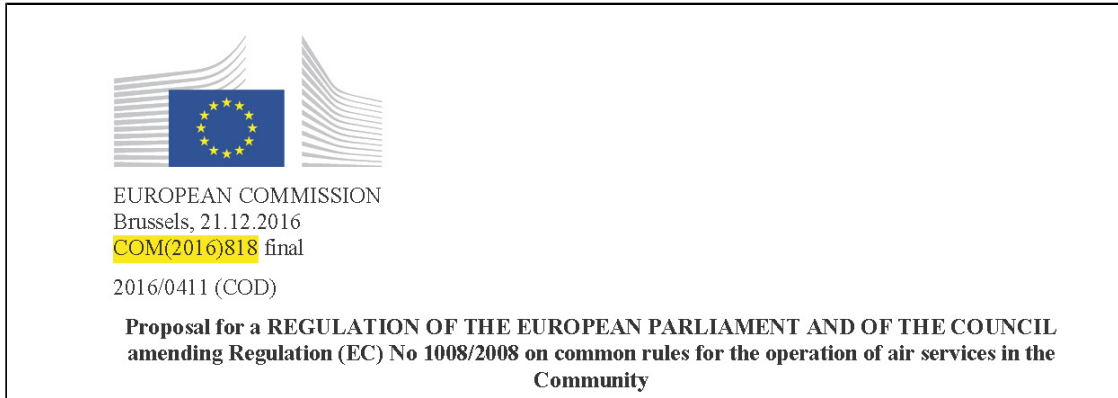 EUROPEAN COMMISSION
Brussels, 21.12.2016
COM(2016)818 final
2016/0411 (COD)
Proposal for a REGULATION OF THE EUROPEAN PARLIAMENT AND OF THE COUNCIL
amending Regulation (EC) No 1008/2008 on common rules for the operation of air services in the
Community